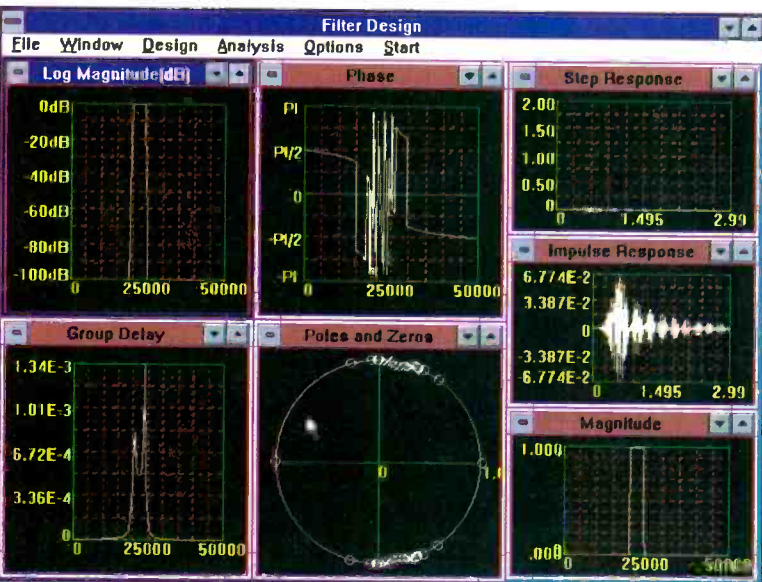 Filter Design
File Window Design Analysis Options Start
Log Magnitude(dB)
0dB
-20dB
-40dB
-60dB
-80dB
-100dB
0 25000 50000
Phase
PI
PI/2
0
-PI/2
-PI
0 25000 50000
Step Response
2.00
1.50
1.00
0.50
0
0 1.495 2.99
Impulse Response
6.774E-2
3.387E-2
0
-3.387E-2
-6.774E-2
0 1.495 2.99
Group Delay
1.34E-3
1.01E-3
6.72E-4
3.36E-4
0
0 25000 50000
Poles and Zeros
0
Magnitude
1.000
.000
0 25000 50000